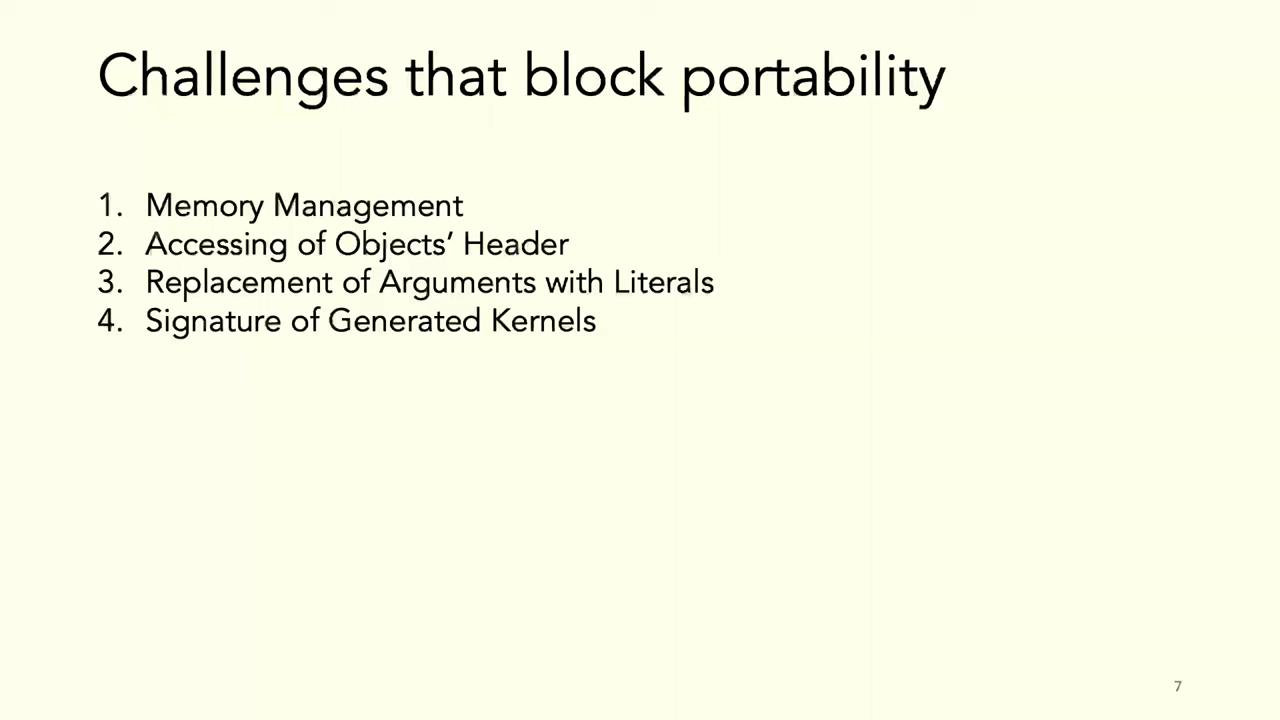 Challenges that block portability
1. Memory Management
2. Accessing of Objects’ Header
3. Replacement of Arguments with Literals
4. Signature of Generated Kernels
7